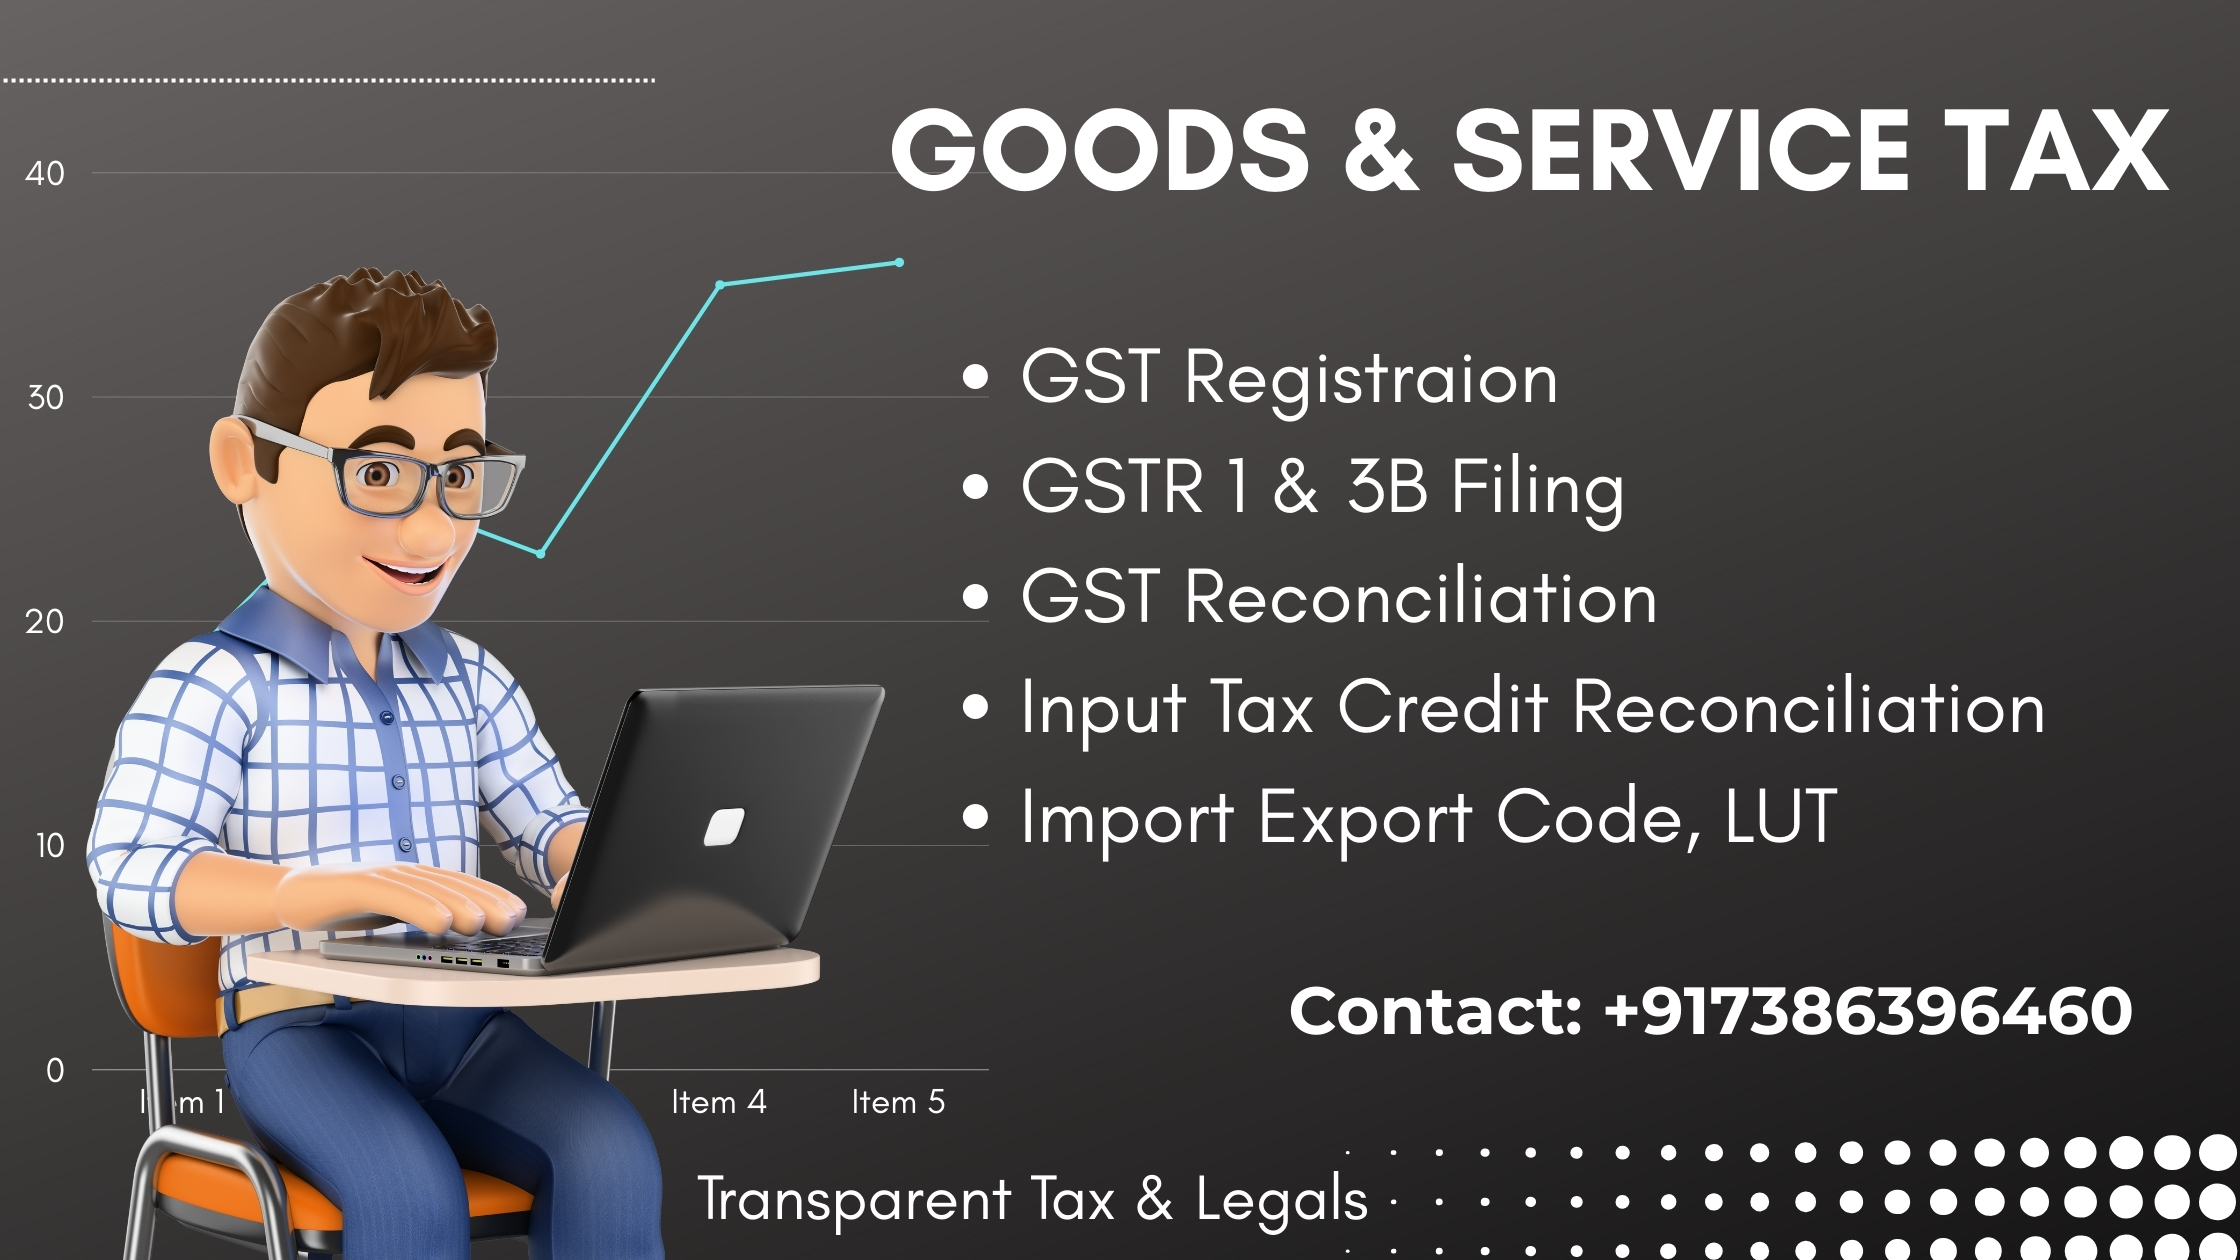 GOODS & SERVICE TAX
40
30
20
10
0
Item 4
Item 5
• GST Registraion
• GSTR 1 & 3B Filing
• GST Reconciliation
• Input Tax Credit Reconciliation
• Import Export Code, LUT
Contact: +917386396460
Transparent Tax & Legals